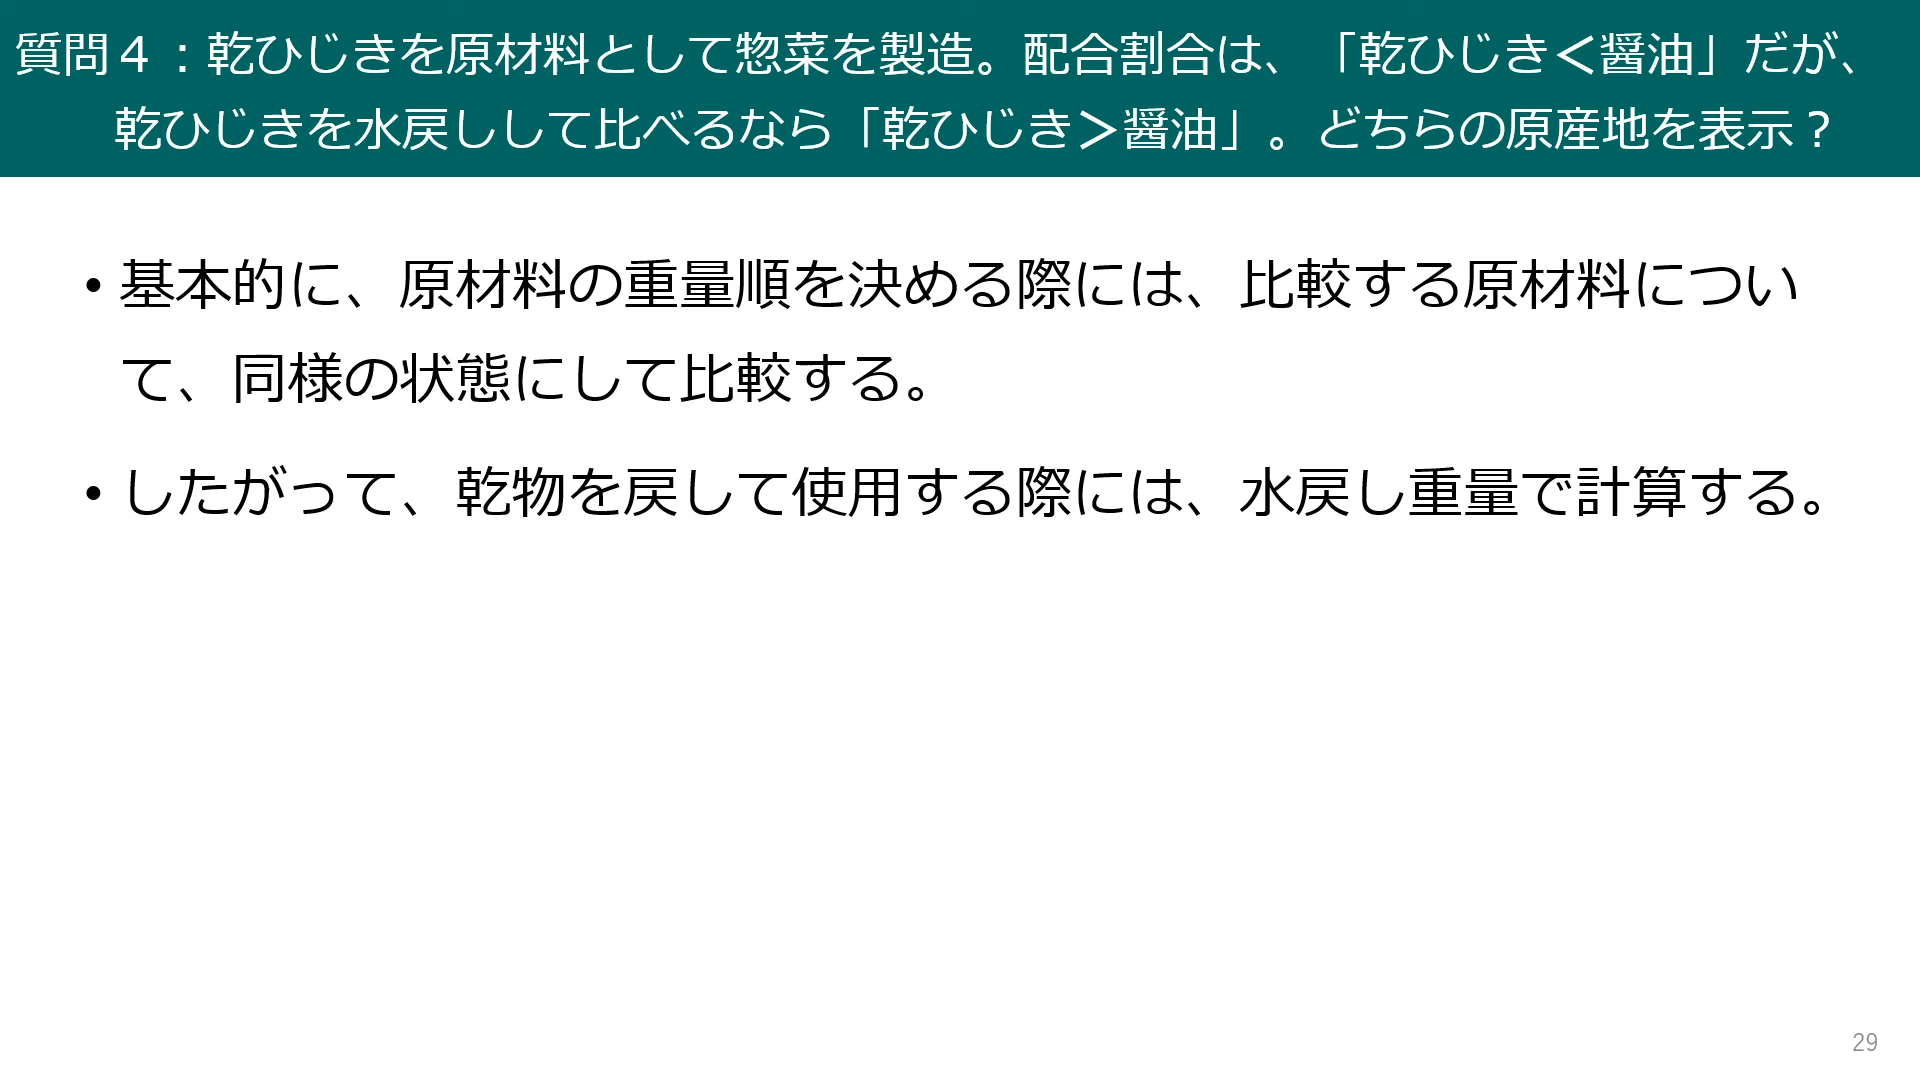 質問４：乾ひじきを原材料として惣菜を製造。配合割合は、「乾ひじき＜醤油」だが、
乾ひじきを水戻しして比べるなら「乾ひじき＞醤油」。どちらの原産地を表示？
• 基本的に、原材料の重量順を決める際には、比較する原材料につい
て、同様の状態にして比較する。
• したがって、乾物を戻して使用する際には、水戻し重量で計算する。
29